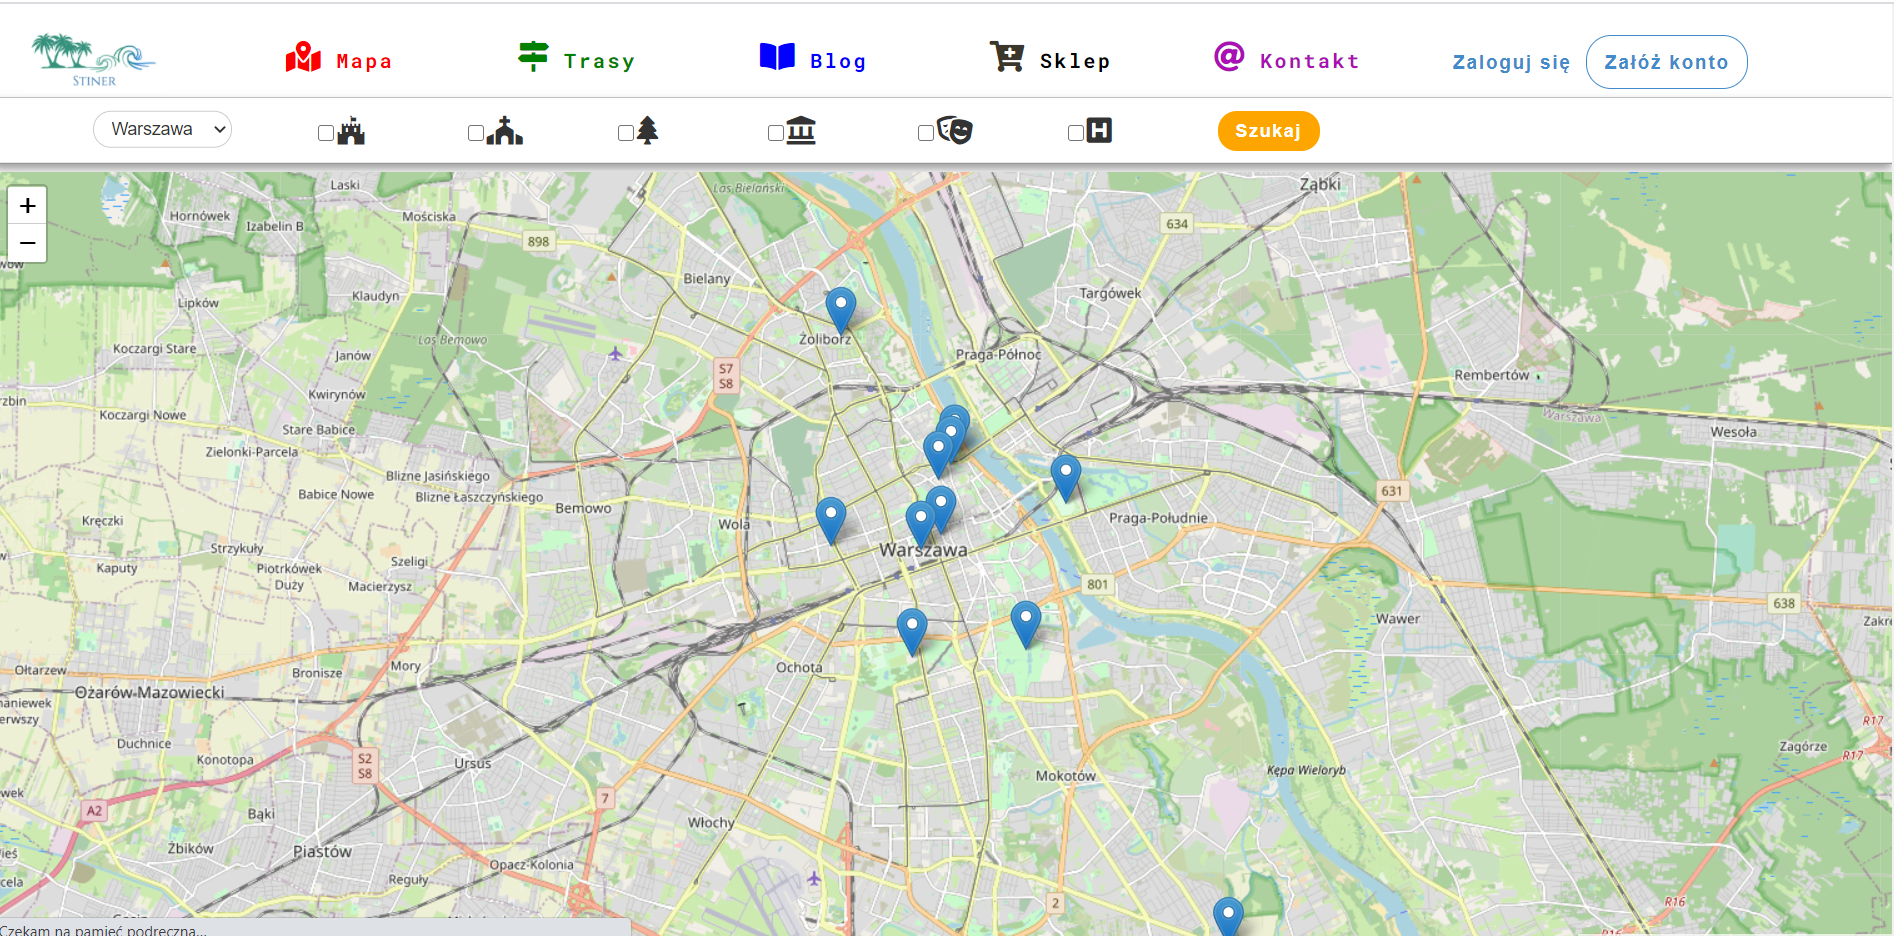 STINER
Mapa
Trasy
Blog
Sklep
Kontakt
Zaloguj się
Załóż konto
Warszawa
Szukaj
+
−
Laski
Hornówek
Izabelin B
Mościska
898
Las Bielański
Ząbki
634
Bielany
Targówek
Lipków
Klaudyn
Żoliborz
Las Bemowo
Koczargi Stare
Janów
Praga-Północ
S7
S8
Rembertów
Kwirynów
Koczargi Nowe
Stare Babice
Warszawa
Wesoła
Zielonki-Parcela
Blizne Jasińskiego
Babice Nowe
Blizne Łaszczyńskiego
631
Bemowo
Wola
Praga-Południe
Kręczki
Strzykuły
Warszawa
Kaputy
Piotrkówek
Duży
Szeligi
Macierzysz
801
638
Wawer
Ołtarzew
Bronisze
Mory
Ochota
Ożarów Mazowiecki
R17
Duchnice
Konotopa
S2
S8
Ursus
Zagórze
R17
Kępa Wieloryb
Mokotów
A2
Bąki
7
Włochy
Żbików
Piastów
Opacz-Kolonia
Reguły
2
R16
R16
Czekam na pamięć podręczną...